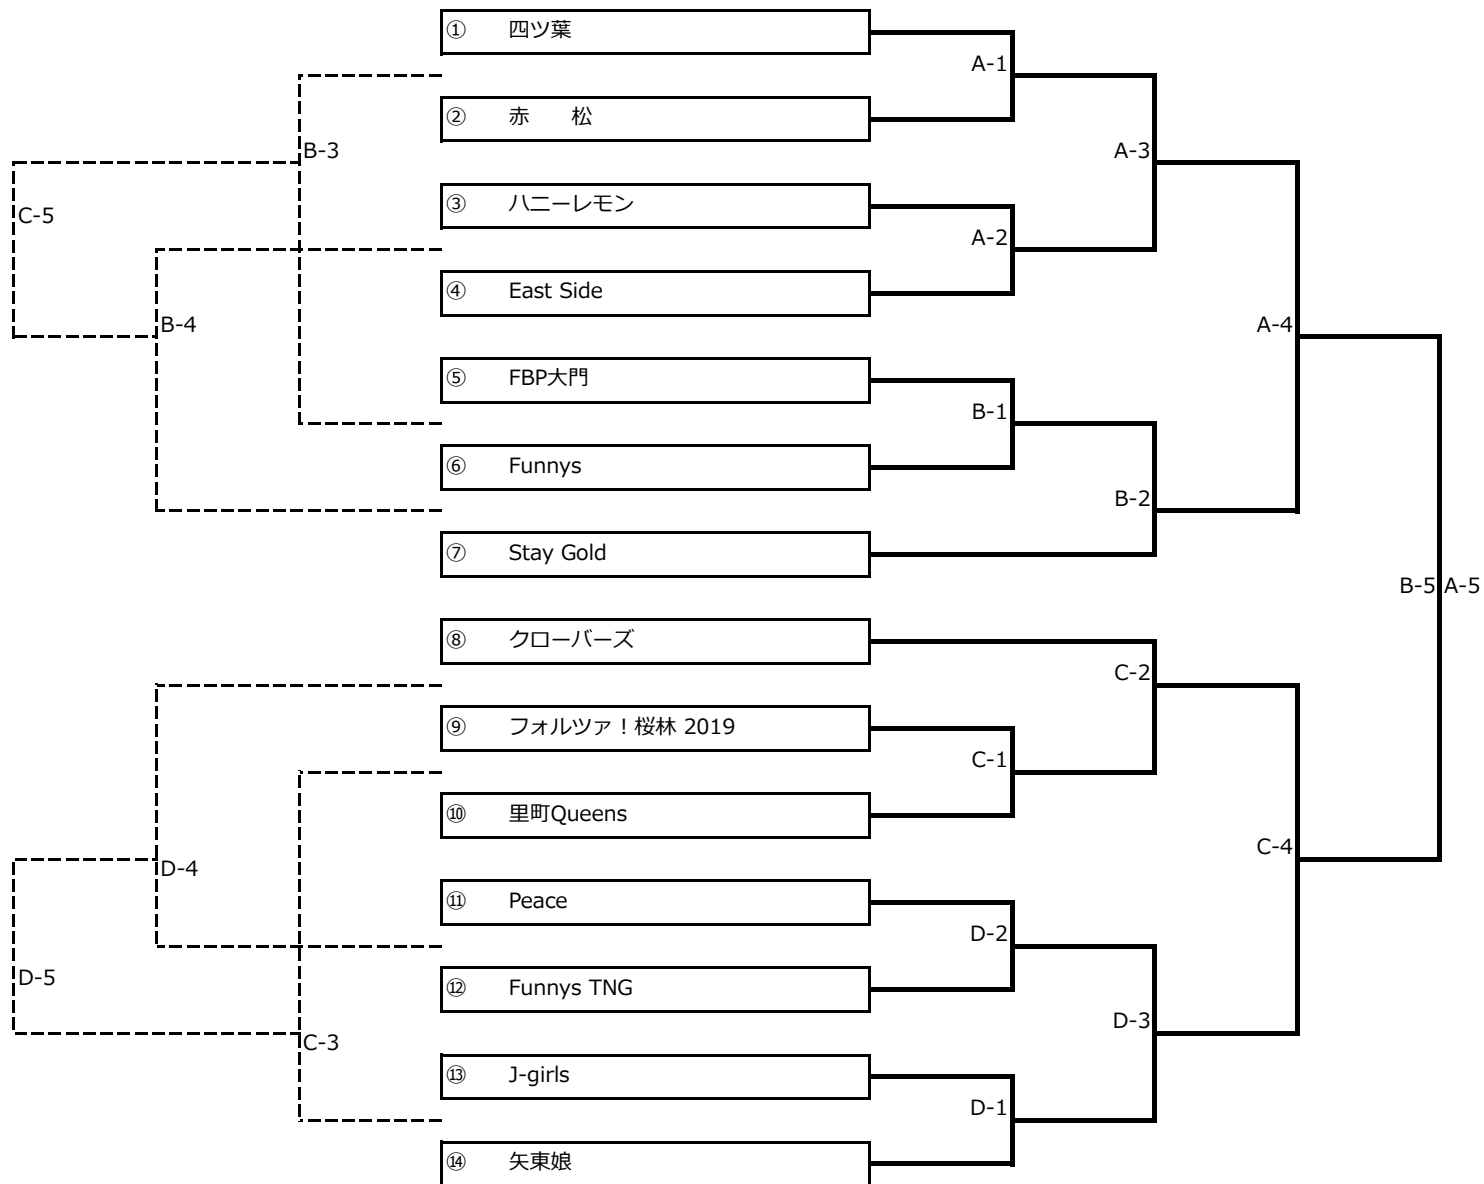 ① 四ツ葉
A-1
② 赤　　松
B-3
A-3
③ ハニーレモン
C-5
A-2
④ East Side
B-4
A-4
⑤ FBP大門
B-1
⑥ Funnys
B-2
⑦ Stay Gold
B-5 A-5
⑧ クローバーズ
C-2
⑨ フォルツァ！桜林 2019
C-1
⑩ 里町Queens
C-4
D-4
⑪ Peace
D-2
D-5
⑫ Funnys TNG
D-3
C-3
⑬ J-girls
D-1
⑭ 矢東娘